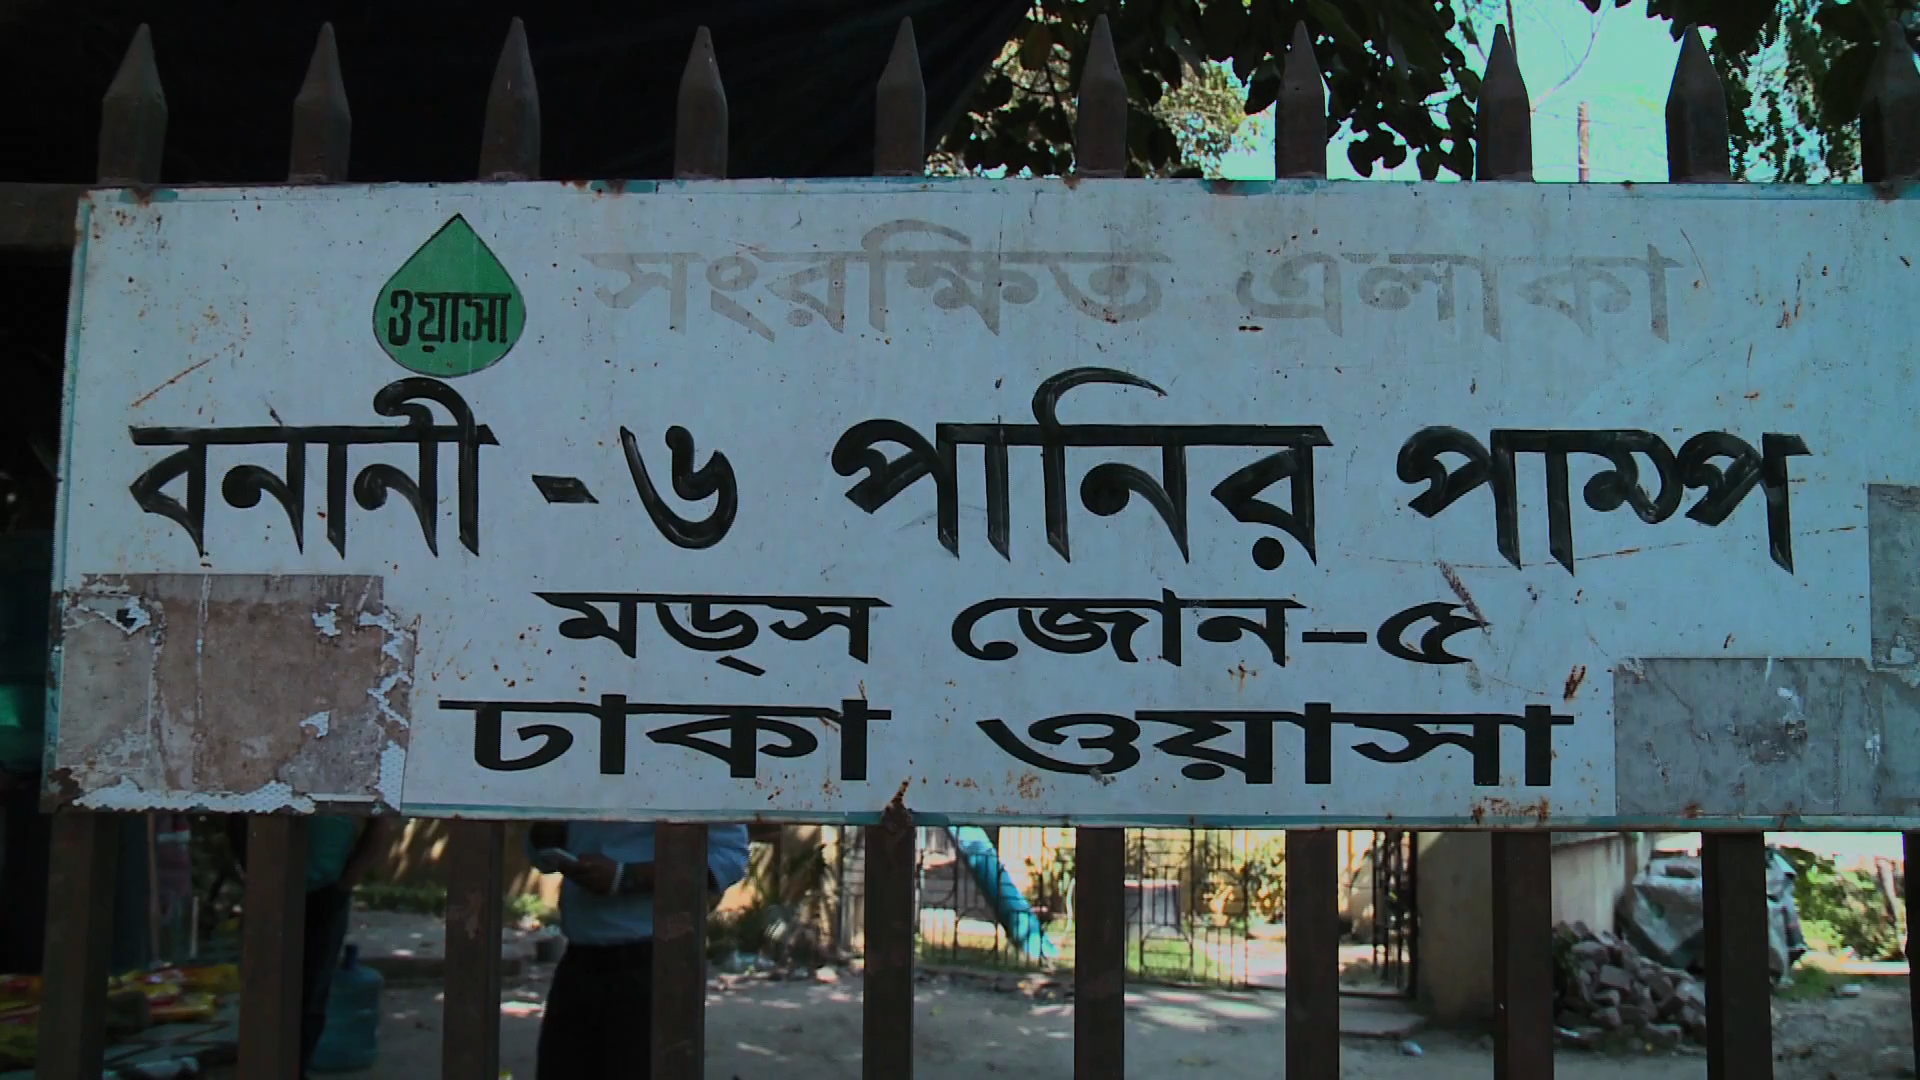 সংরক্ষিত এলাকা
ওয়াসা
বনানী - ৬ পানির পাম্প
মড্স জোন-৫
ঢাকা ওয়াসা